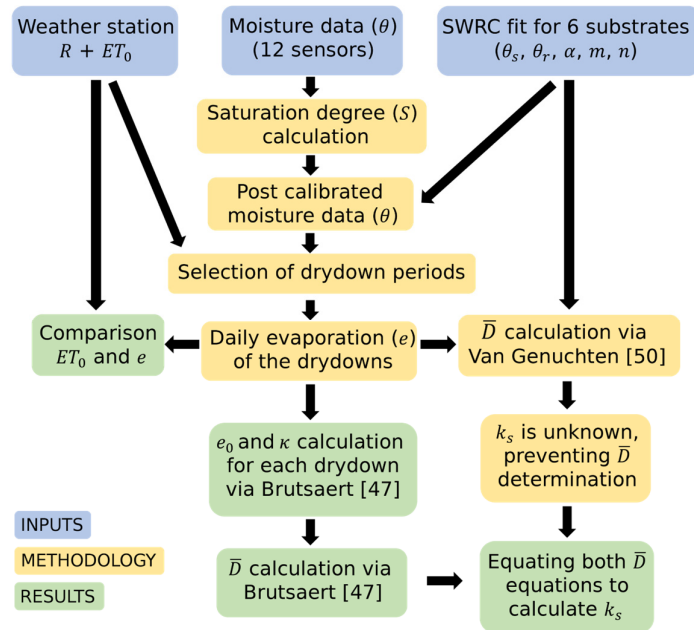 Weather station
R + ET₀
Moisture data (θ)
(12 sensors)
SWRC fit for 6 substrates
(θₛ, θᵣ, α, m, n)
Saturation degree (S)
calculation
Post calibrated
moisture data (θ)
Selection of drydown periods
Comparison
ET₀ and e
Daily evaporation (e)
of the drydowns
D̅ calculation via
Van Genuchten [50]
e₀ and κ calculation
for each drydown
via Brutsaert [47]
kₛ is unknown,
preventing D̅
determination
INPUTS
METHODOLOGY
RESULTS
D̅ calculation via
Brutsaert [47]
Equating both D̅
equations to
calculate kₛ